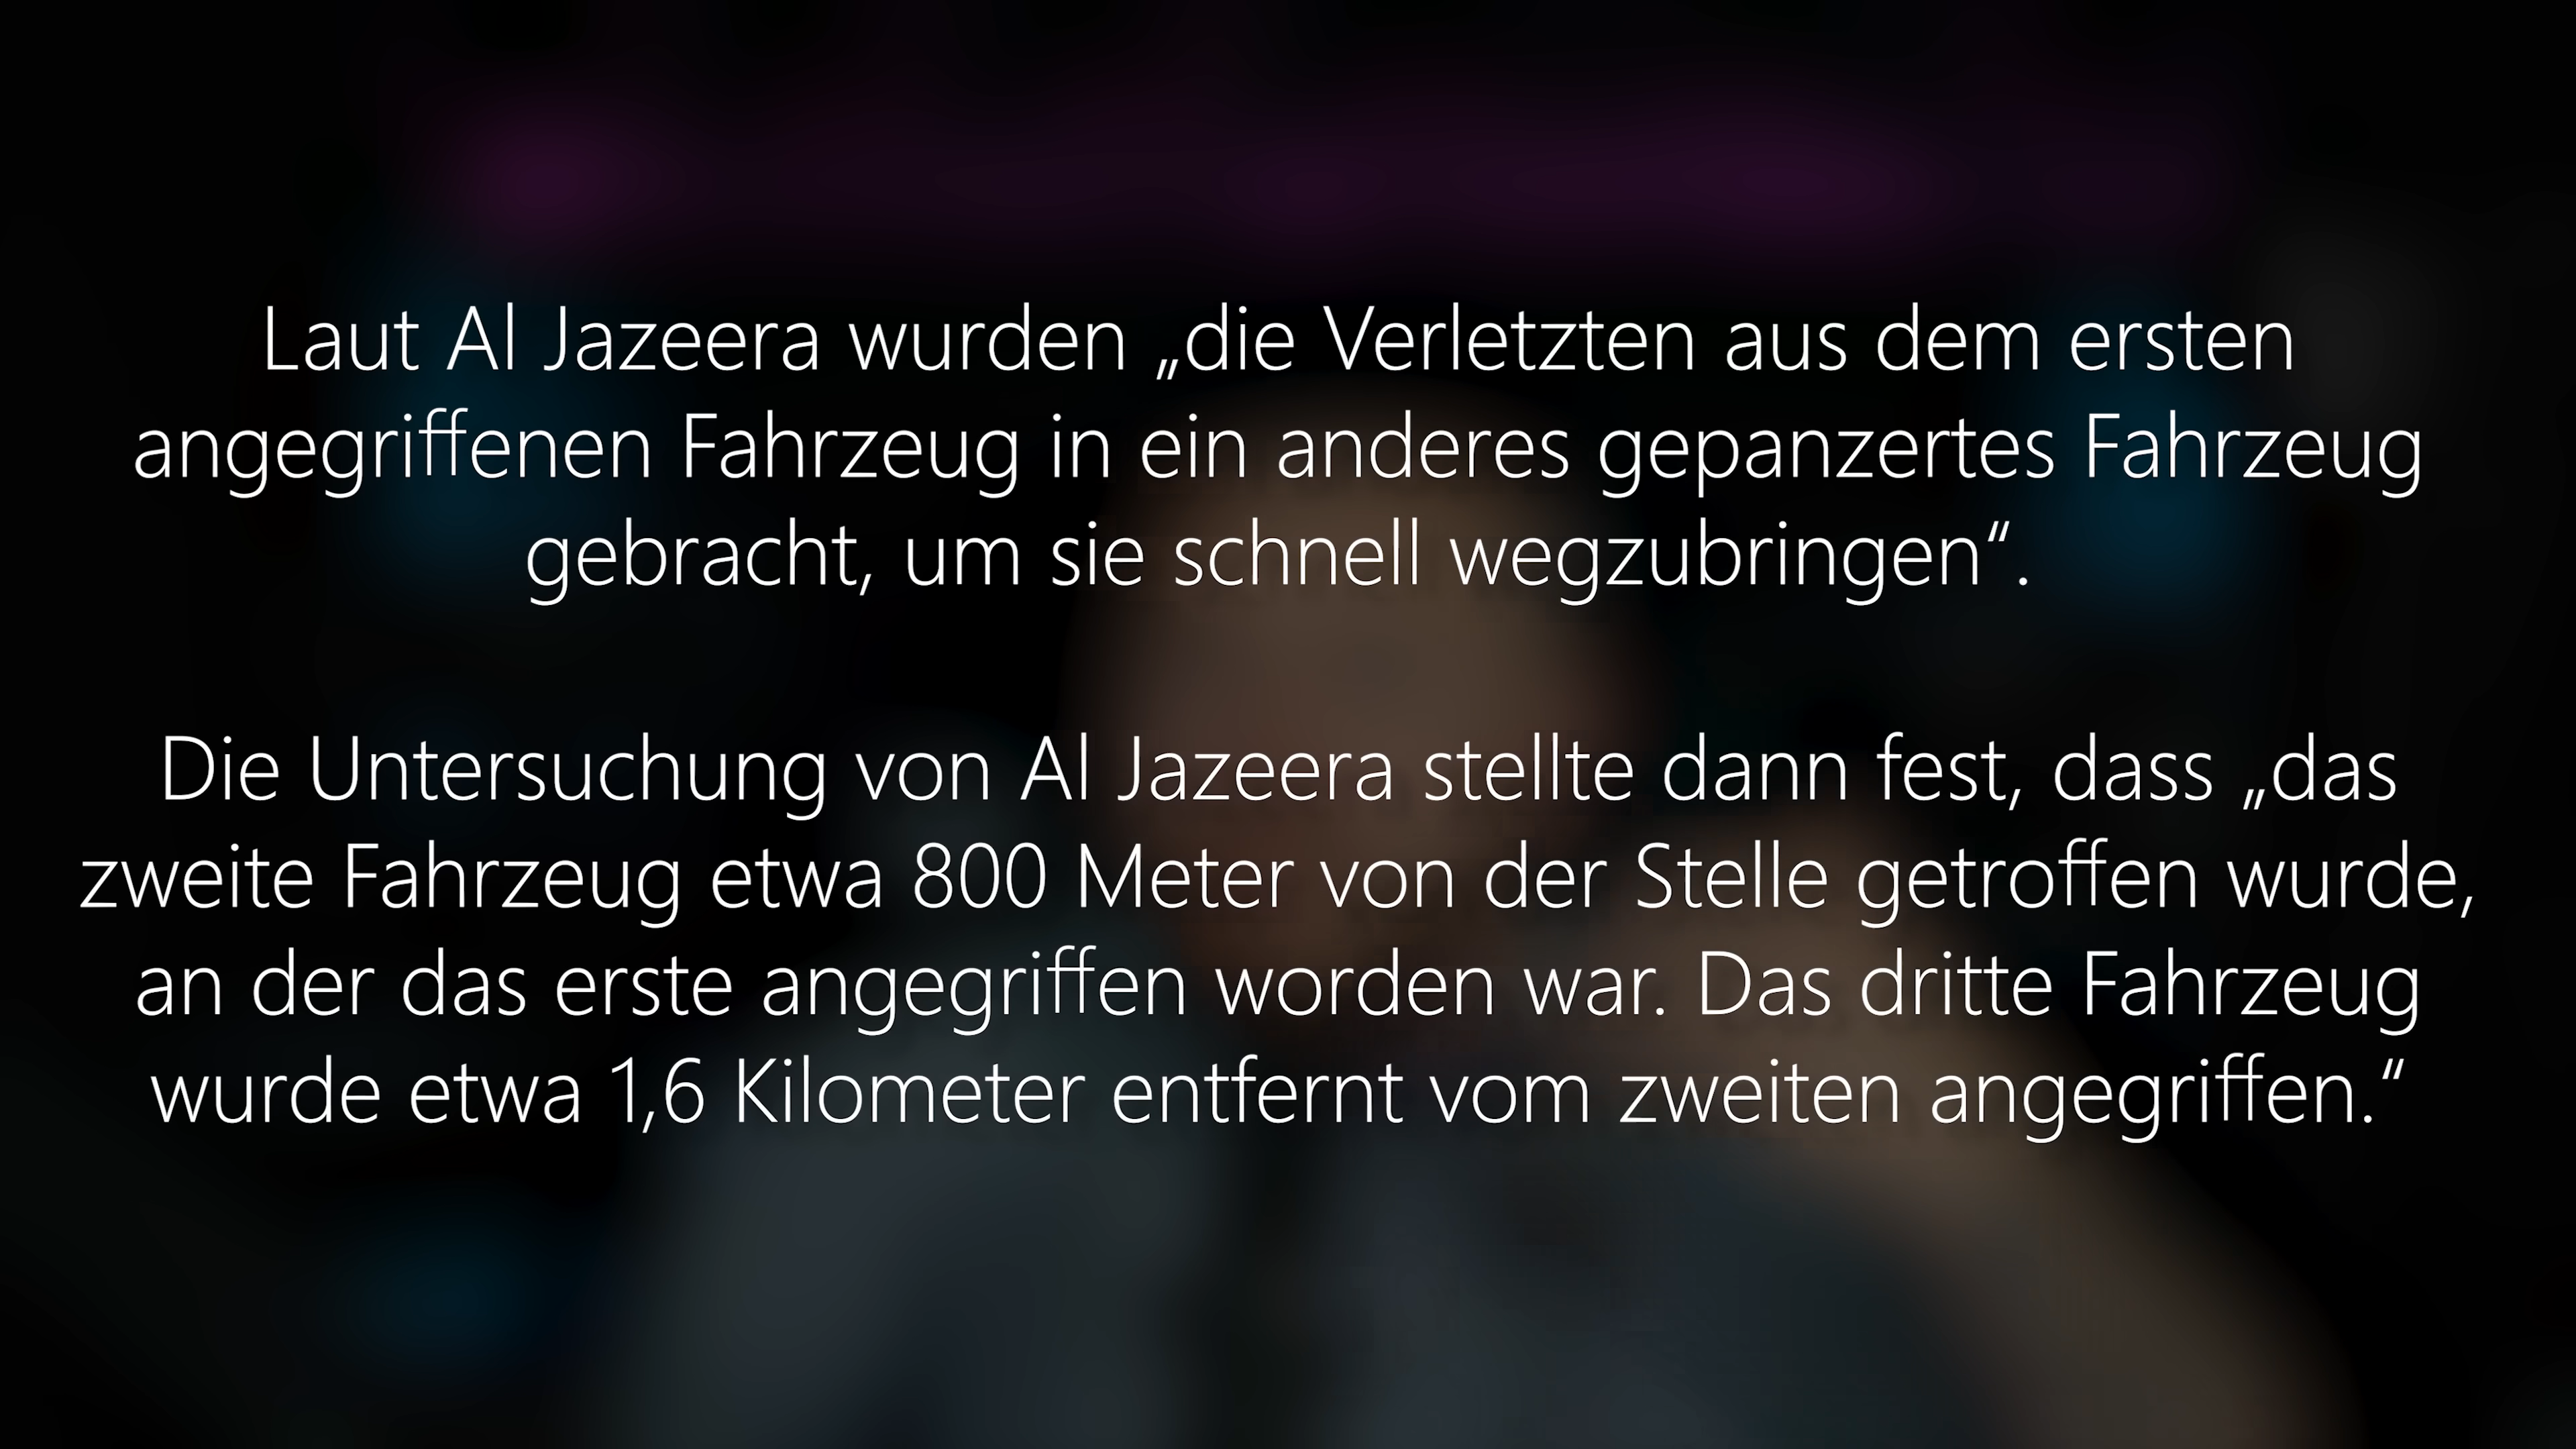 Laut Al Jazeera wurden „die Verletzten aus dem ersten
angegriffenen Fahrzeug in ein anderes gepanzertes Fahrzeug
gebracht, um sie schnell wegzubringen“.
Die Untersuchung von Al Jazeera stellte dann fest, dass „das
zweite Fahrzeug etwa 800 Meter von der Stelle getroffen wurde,
an der das erste angegriffen worden war. Das dritte Fahrzeug
wurde etwa 1,6 Kilometer entfernt vom zweiten angegriffen.“